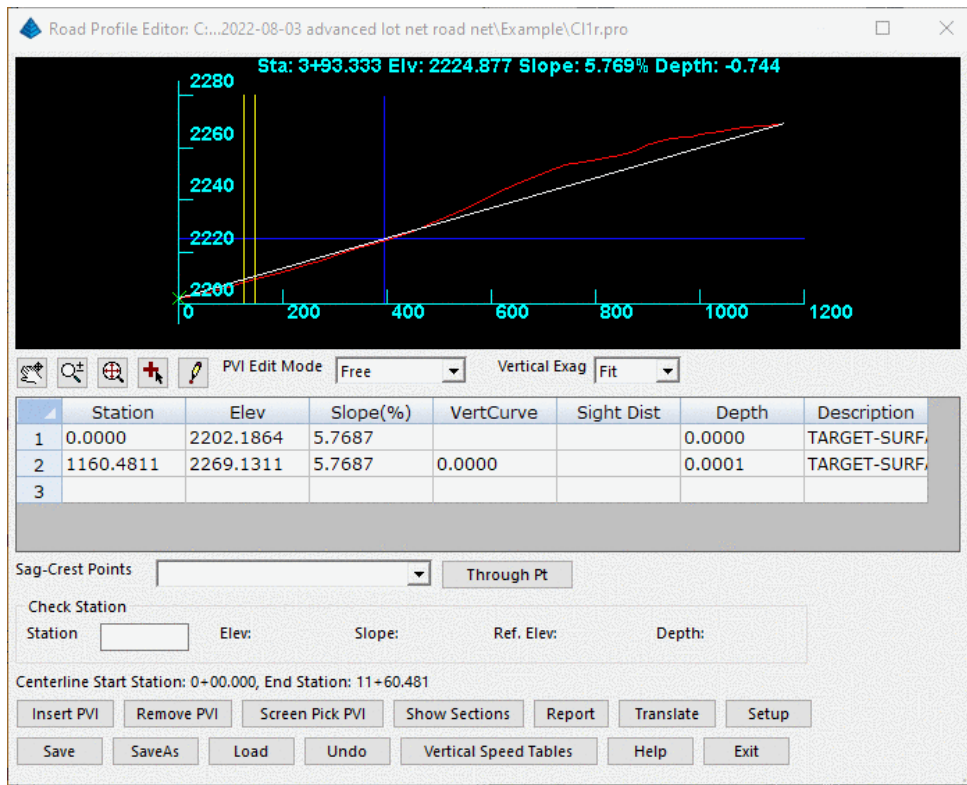 Road Profile Editor: C:...2022-08-03 advanced lot net road net\Example\Cl1r.pro
Sta: 3+93.333 Elv: 2224.877 Slope: 5.769% Depth: -0.744
2280
2260
2240
2220
2200
0 200 400 600 800 1000 1200
PVI Edit Mode Free Vertical Exag Fit
Station Elev Slope(%) VertCurve Sight Dist Depth Description
1 0.0000 2202.1864 5.7687 0.0000 TARGET-SURFA
2 1160.4811 2269.1311 5.7687 0.0000 0.0001 TARGET-SURFA
3
Sag-Crest Points Through Pt
Check Station
Station Elev: Slope: Ref. Elev: Depth:
Centerline Start Station: 0+00.000, End Station: 11+60.481
Insert PVI Remove PVI Screen Pick PVI Show Sections Report Translate Setup
Save SaveAs Load Undo Vertical Speed Tables Help Exit